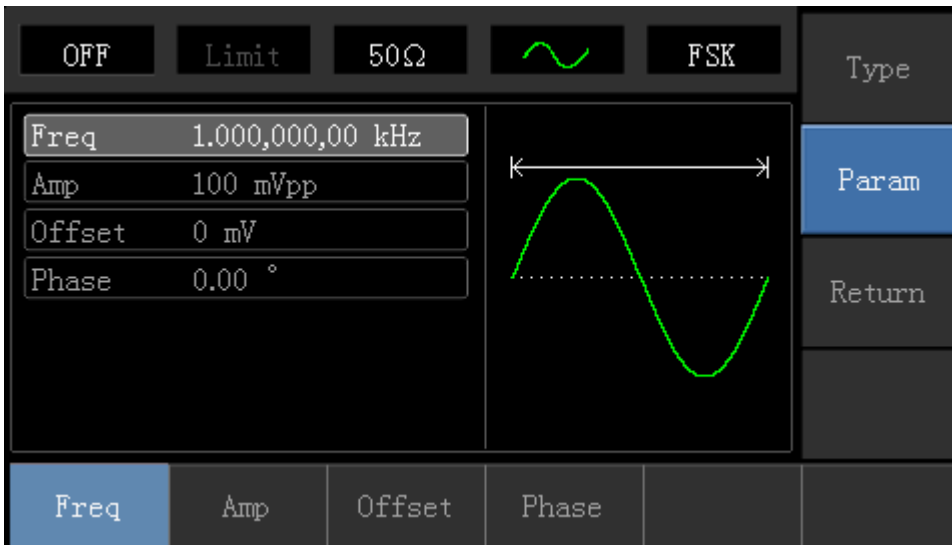 OFF Limit 50Ω FSK
Type
Freq 1.000,000,00 kHz
Amp 100 mVpp
Offset 0 mV
Phase 0.00 °
Param
Return
Freq Amp Offset Phase